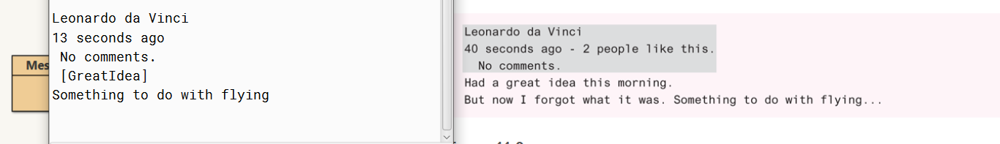 Leonardo da Vinci
13 seconds ago
No comments.
[GreatIdea]
Something to do with flying
Mes
Leonardo da Vinci
40 seconds ago - 2 people like this.
No comments.
Had a great idea this morning.
But now I forgot what it was. Something to do with flying...